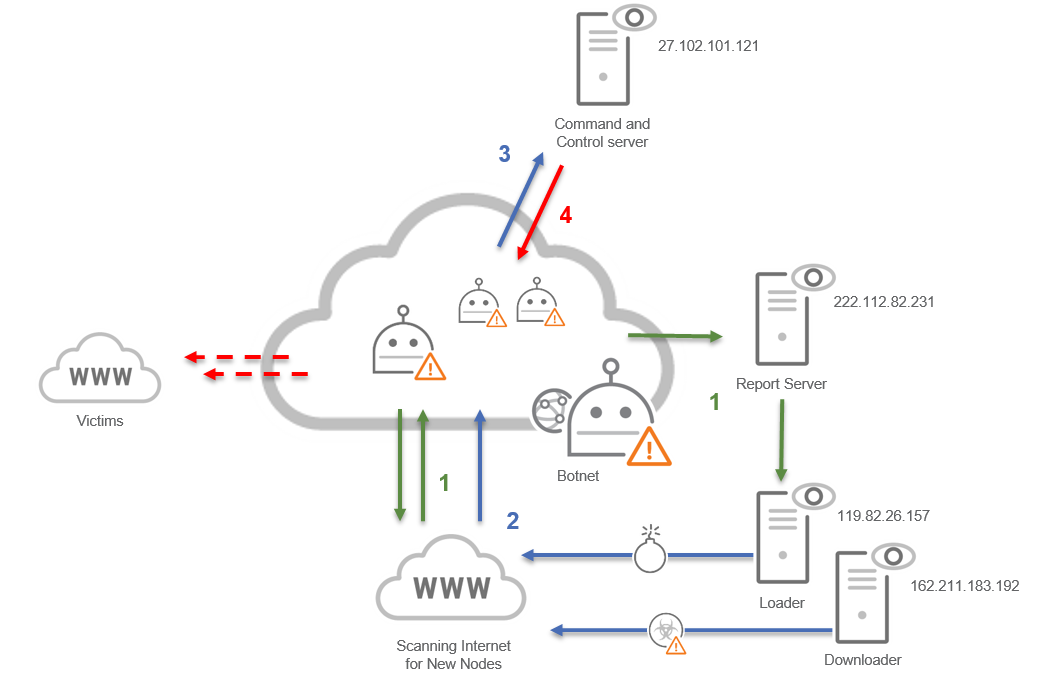 27.102.101.121
Command and
Control server
3
4
222.112.82.231
Report Server
WWW
Victims
!
!
!
!
Botnet
1
1
2
119.82.26.157
Loader
162.211.183.192
Downloader
WWW
Scanning Internet
for New Nodes
!